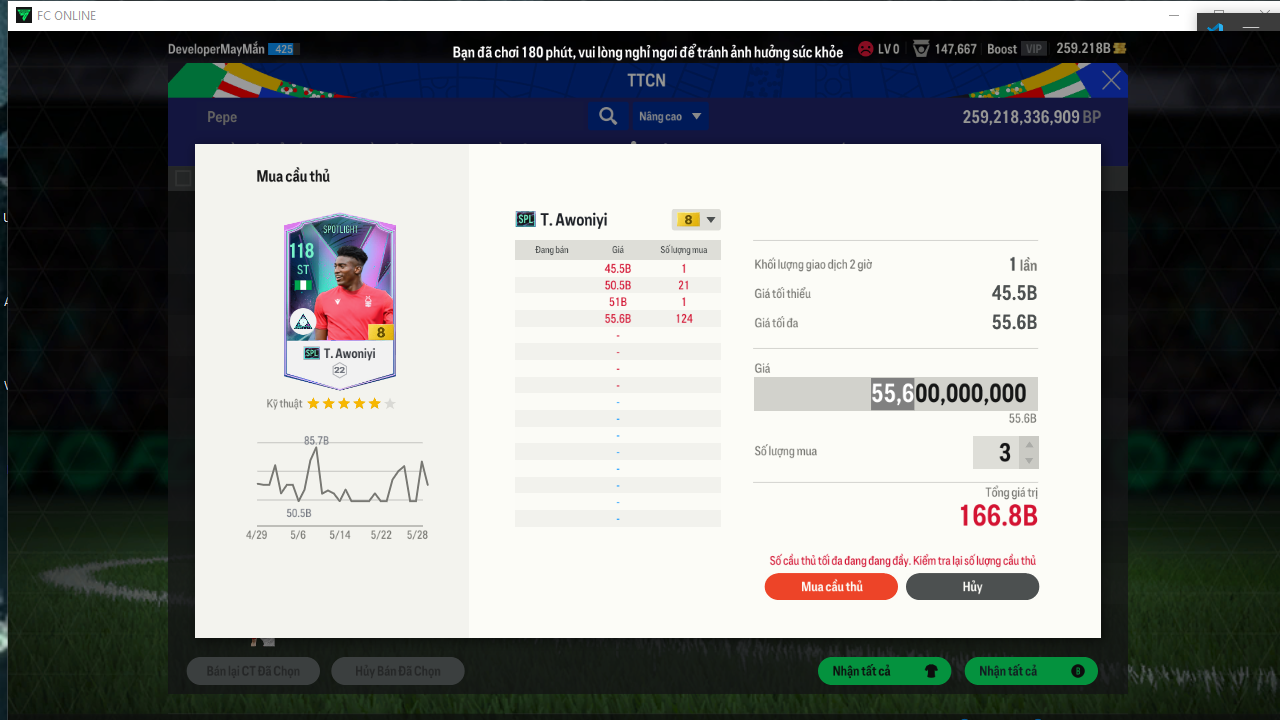 FC ONLINE
DeveloperMayMắn 425
Bạn đã chơi 180 phút, vui lòng nghỉ ngơi để tránh ảnh hưởng sức khỏe
LV 0 147,667 Boost VIP 259.218B
TTCN
Pepe
Nâng cao
259,218,336,909 BP
Mua cầu thủ
SPOTLIGHT
118
ST
8
SPL T. Awoniyi
22
Kỹ thuật
85.7B
50.5B
4/29 5/6 5/14 5/22 5/28
SPL T. Awoniyi 8
Đang bán Giá Số lượng mua
45.5B 1
50.5B 21
51B 1
55.6B 124
-
-
-
-
-
-
-
-
-
-
-
-
Khối lượng giao dịch 2 giờ 1 lần
Giá tối thiểu 45.5B
Giá tối đa 55.6B
Giá
55,600,000,000
55.6B
Số lượng mua 3
Tổng giá trị
166.8B
Số cầu thủ tối đa đang đang đầy. Kiểm tra lại số lượng cầu thủ
Mua cầu thủ Hủy
Bán lại CT Đã Chọn Hủy Bán Đã Chọn Nhận tất cả Nhận tất cả